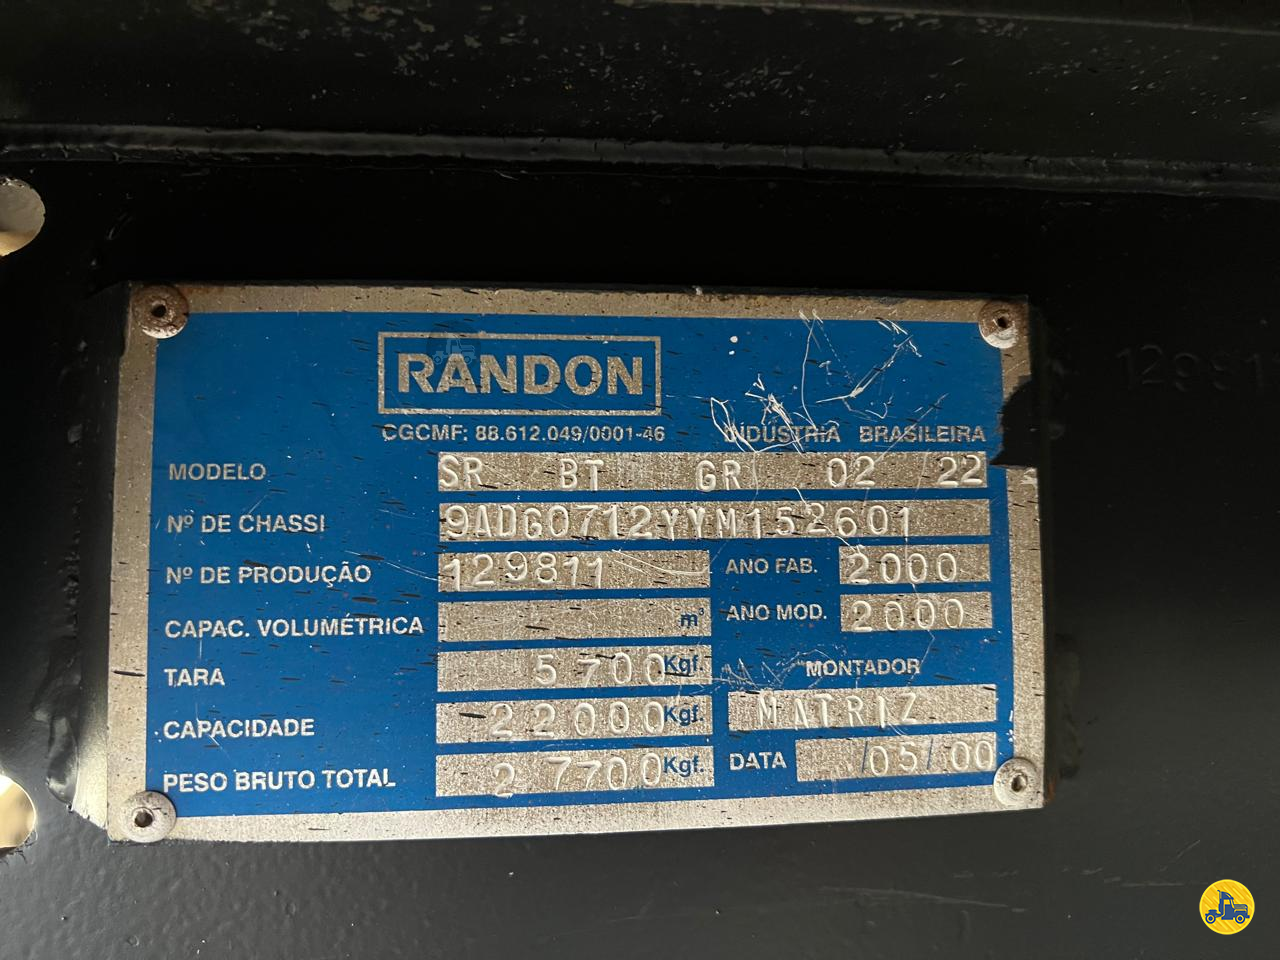 RANDON
CGCMF: 88.612.049/0001-46 INDÚSTRIA BRASILEIRA
MODELO SR BT GR 02 22
Nº DE CHASSI 9ADG0712YYM152601
Nº DE PRODUÇÃO 129811 ANO FAB. 2000
CAPAC. VOLUMÉTRICA m³ ANO MOD. 2000
TARA 5700 Kgf. MONTADOR
CAPACIDADE 22000 Kgf. MATRIZ
PESO BRUTO TOTAL 27700 Kgf. DATA /05/00